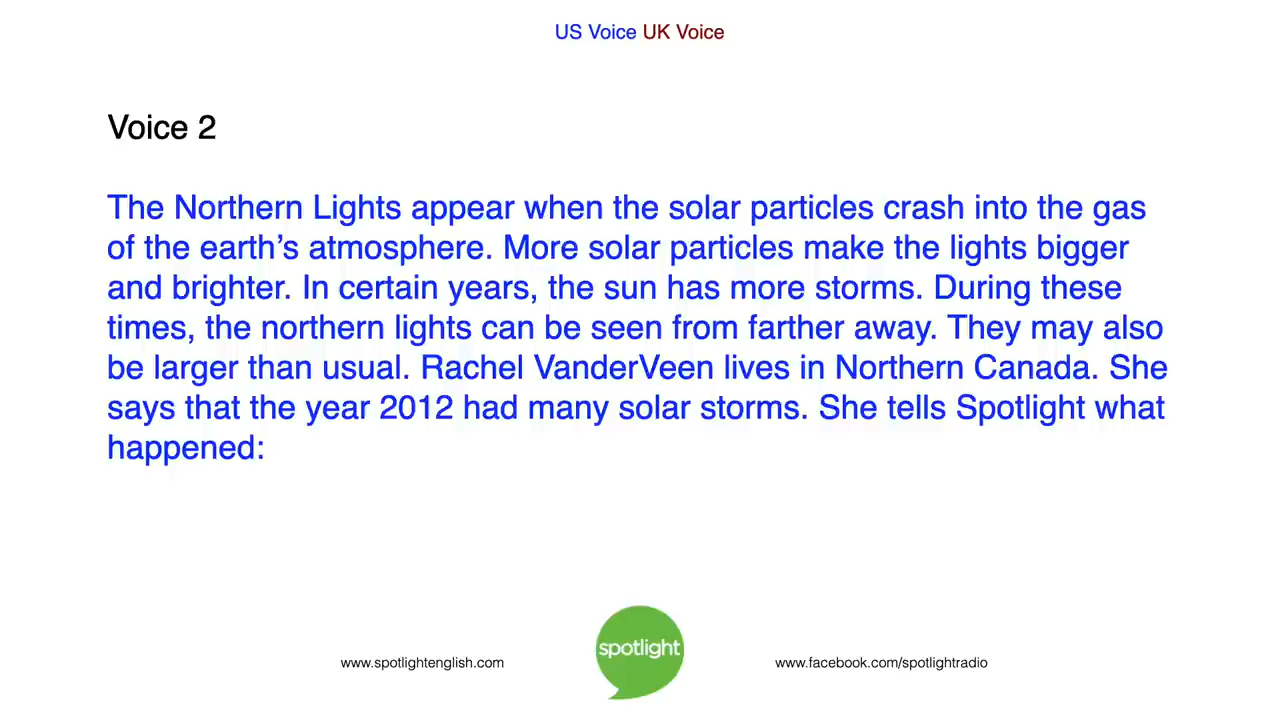 US Voice UK Voice
Voice 2
The Northern Lights appear when the solar particles crash into the gas
of the earth’s atmosphere. More solar particles make the lights bigger
and brighter. In certain years, the sun has more storms. During these
times, the northern lights can be seen from farther away. They may also
be larger than usual. Rachel VanderVeen lives in Northern Canada. She
says that the year 2012 had many solar storms. She tells Spotlight what
happened:
spotlight
www.spotlightenglish.com
www.facebook.com/spotlightradio